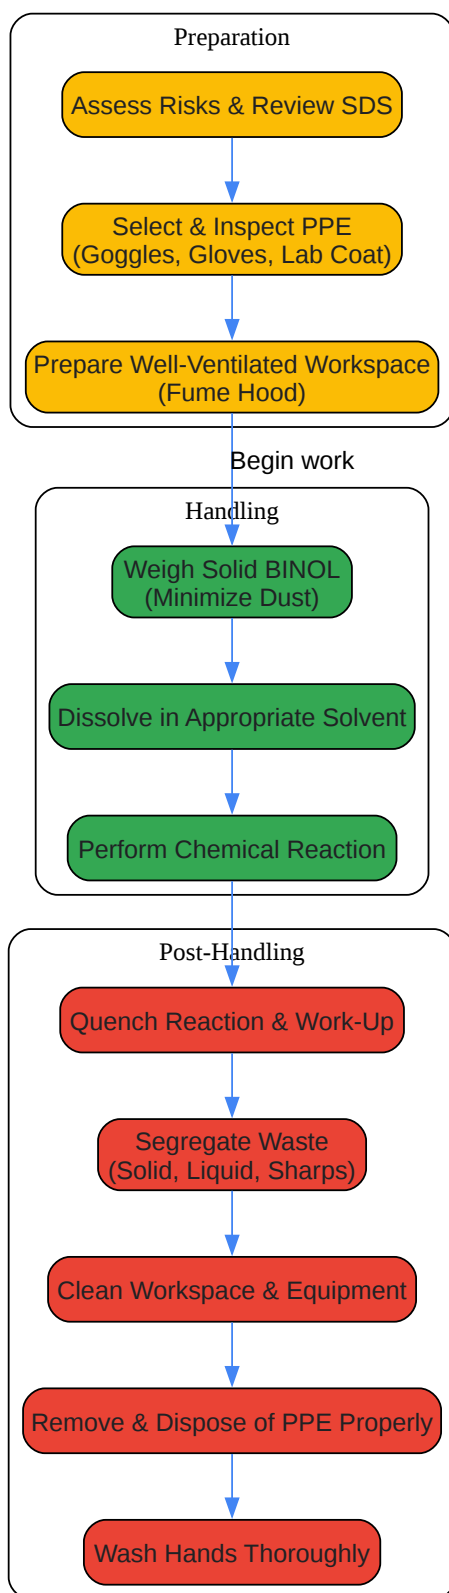 Preparation
Assess Risks & Review SDS
Select & Inspect PPE
(Goggles, Gloves, Lab Coat)
Prepare Well-Ventilated Workspace
(Fume Hood)
Begin work
Handling
Weigh Solid BINOL
(Minimize Dust)
Dissolve in Appropriate Solvent
Perform Chemical Reaction
Post-Handling
Quench Reaction & Work-Up
Segregate Waste
(Solid, Liquid, Sharps)
Clean Workspace & Equipment
Remove & Dispose of PPE Properly
Wash Hands Thoroughly